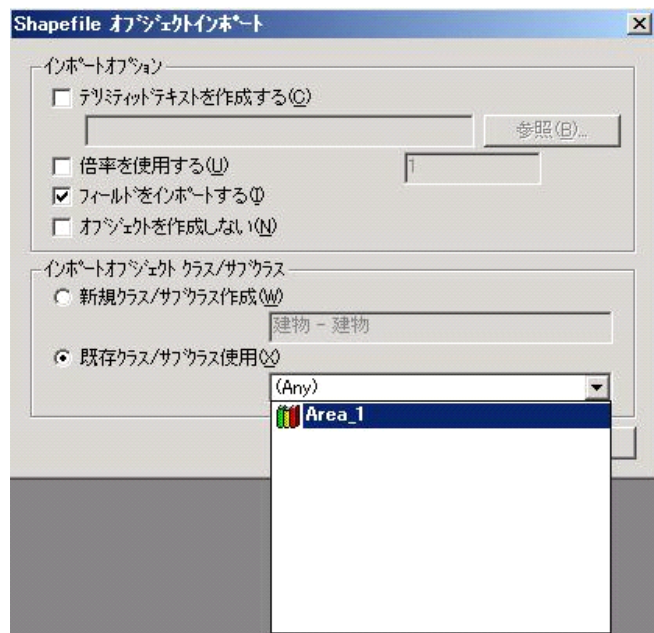 Shapefile オブジェクトインポート
インポートオプション
デリミティッドテキストを作成する(C)
参照(B)...
倍率を使用する(U)
1
フィールドをインポートする(I)
オブジェクトを作成しない(N)
インポートオブジェクト クラス/サブクラス
新規クラス/サブクラス作成(W)
建物 - 建物
既存クラス/サブクラス使用(X)
(Any)
Area_1